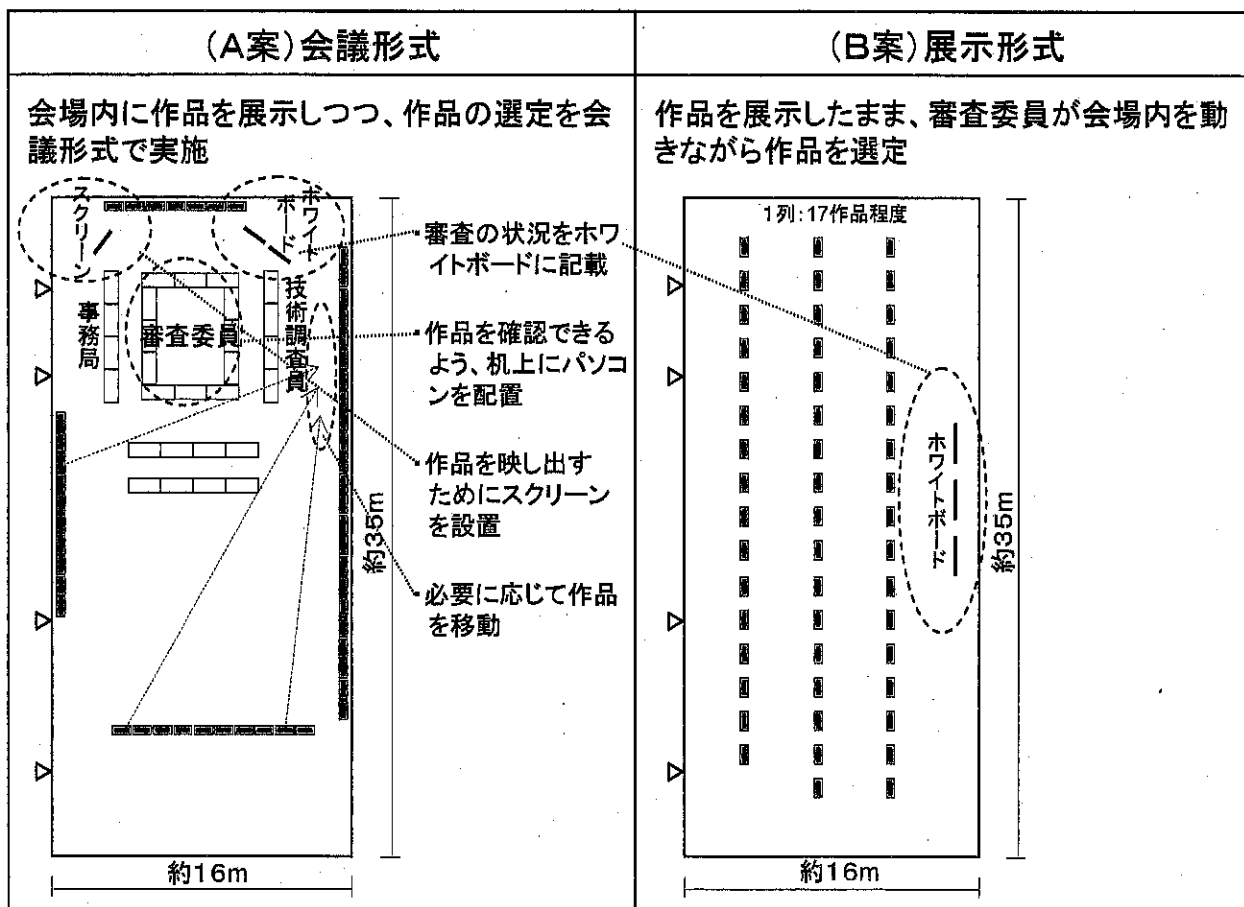 (A案)会議形式
会場内に作品を展示しつつ、作品の選定を会
議形式で実施
スクリーン
ホワイト
ボード
事務局
審査委員
技術調査員
審査の状況をホワ
イトボードに記載
作品を確認できる
よう、机上にパソコ
ンを配置
作品を映し出す
ためにスクリーン
を設置
必要に応じて作品
を移動
約35m
約16m
(B案)展示形式
作品を展示したまま、審査委員が会場内を動
きながら作品を選定
1列:17作品程度
ホワイトボード
約35m
約16m